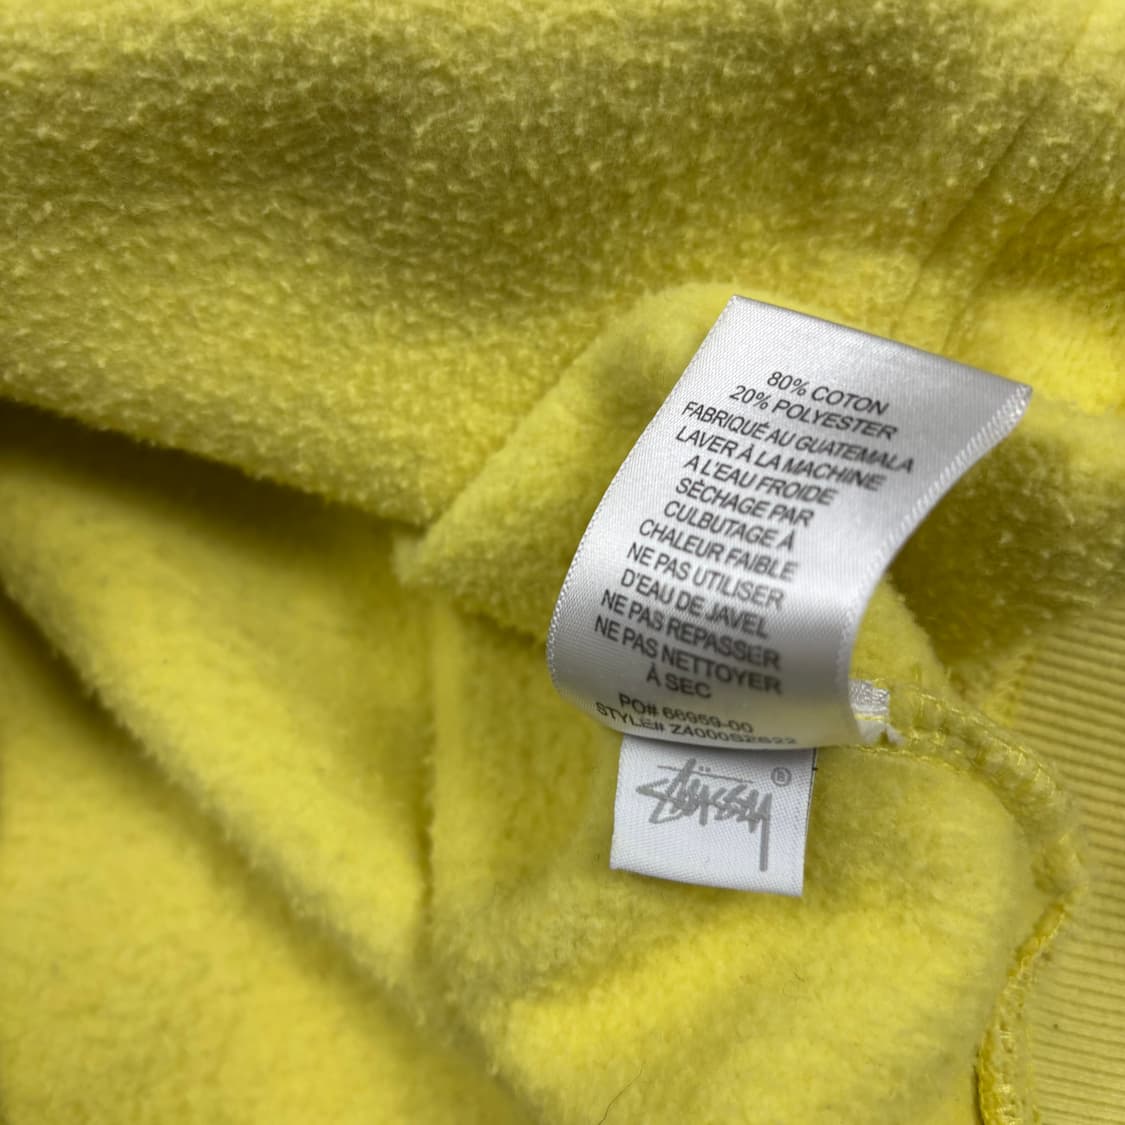 80% COTON
20% POLYESTER
FABRIQUÉ AU GUATEMALA
LAVER À LA MACHINE
A L'EAU FROIDE
SÉCHAGE PAR
CULBUTAGE À
CHALEUR FAIBLE
NE PAS UTILISER
D'EAU DE JAVEL
NE PAS REPASSER
NE PAS NETTOYER
À SEC
PO# 66959-00
STYLE#
STÜSSY ®